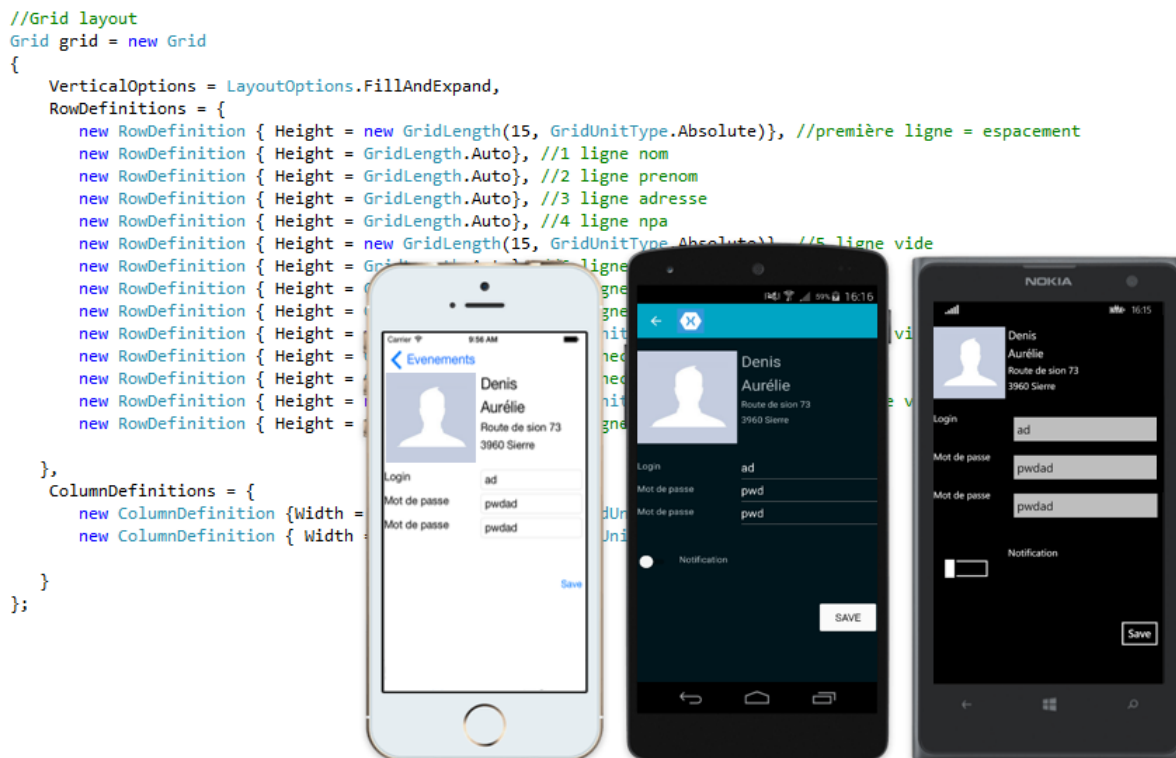 //Grid layout
Grid grid = new Grid
{
VerticalOptions = LayoutOptions.FillAndExpand,
RowDefinitions = {
new RowDefinition { Height = new GridLength(15, GridUnitType.Absolute)}, //première ligne = espacement
new RowDefinition { Height = GridLength.Auto}, //1 ligne nom
new RowDefinition { Height = GridLength.Auto}, //2 ligne prenom
new RowDefinition { Height = GridLength.Auto}, //3 ligne adresse
new RowDefinition { Height = GridLength.Auto}, //4 ligne npa
new RowDefinition { Height = new GridLength(15, GridUnitType.Absolute)}, //5 ligne vide
new RowDefinition { Height = ligne
new RowDefinition { Height =
new RowDefinition { Height =
new RowDefinition { Height =
new RowDefinition { Height =
new RowDefinition { Height =
new RowDefinition { Height =
new RowDefinition { Height =
},
ColumnDefinitions = {
new ColumnDefinition {Width =
new ColumnDefinition { Width =
}
};
Carrier 9:56 AM
Evenements
Denis
Aurélie
Route de sion 73
3960 Sierre
Login ad
Mot de passe pwdad
Mot de passe pwdad
Save
59% 16:16
Denis
Aurélie
Route de sion 73
3960 Sierre
Login ad
Mot de passe pwd
Mot de passe pwd
Notification
SAVE
NOKIA
16:15
Denis
Aurélie
Route de sion 73
3960 Sierre
Login ad
Mot de passe pwdad
Mot de passe pwdad
Notification
Save